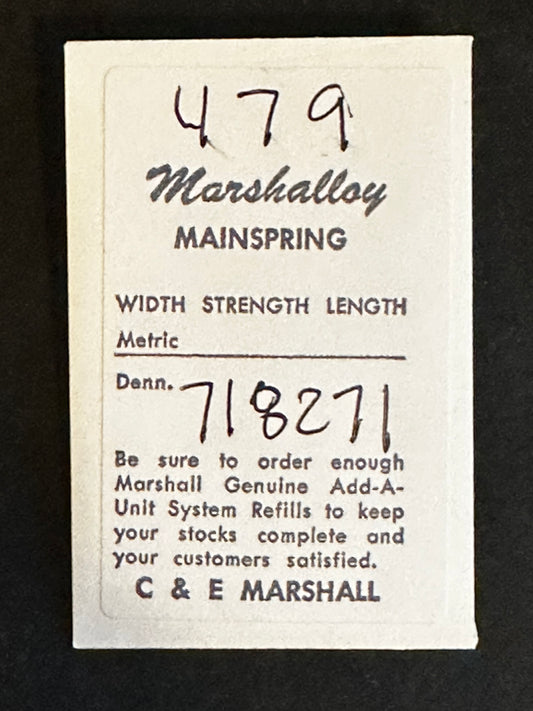 479
Marshalloy
MAINSPRING
WIDTH STRENGTH LENGTH
Metric
Denn. 718271
Be sure to order enough
Marshall Genuine Add-A-
Unit System Refills to keep
your stocks complete and
your customers satisfied.
C & E MARSHALL